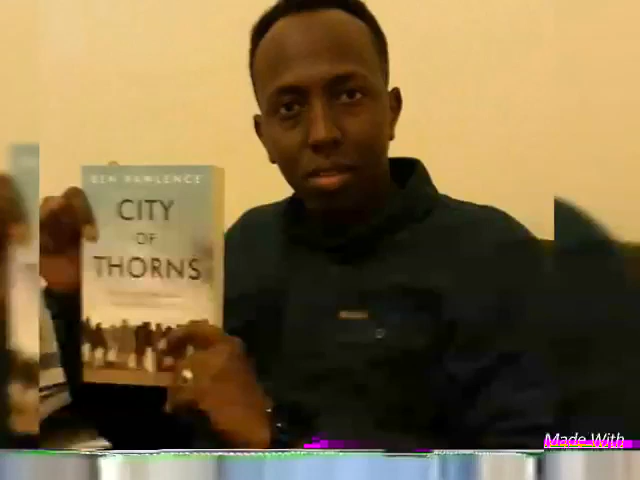 BEN RAWLENCE
CITY
OF
THORNS
Made With